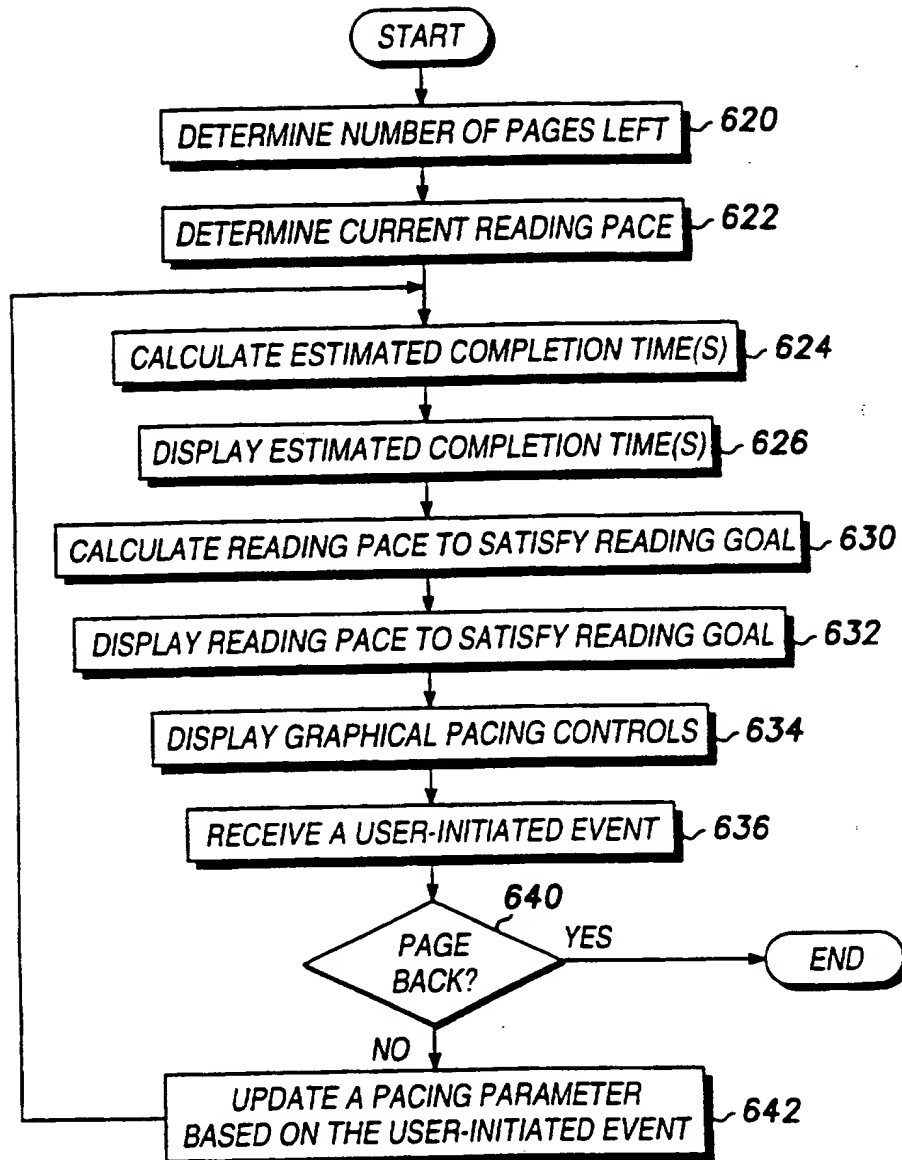 START
DETERMINE NUMBER OF PAGES LEFT 620
DETERMINE CURRENT READING PACE 622
CALCULATE ESTIMATED COMPLETION TIME(S) 624
DISPLAY ESTIMATED COMPLETION TIME(S) 626
CALCULATE READING PACE TO SATISFY READING GOAL 630
DISPLAY READING PACE TO SATISFY READING GOAL 632
DISPLAY GRAPHICAL PACING CONTROLS 634
RECEIVE A USER-INITIATED EVENT 636
640
PAGE
BACK?
YES
END
NO
UPDATE A PACING PARAMETER
BASED ON THE USER-INITIATED EVENT 642